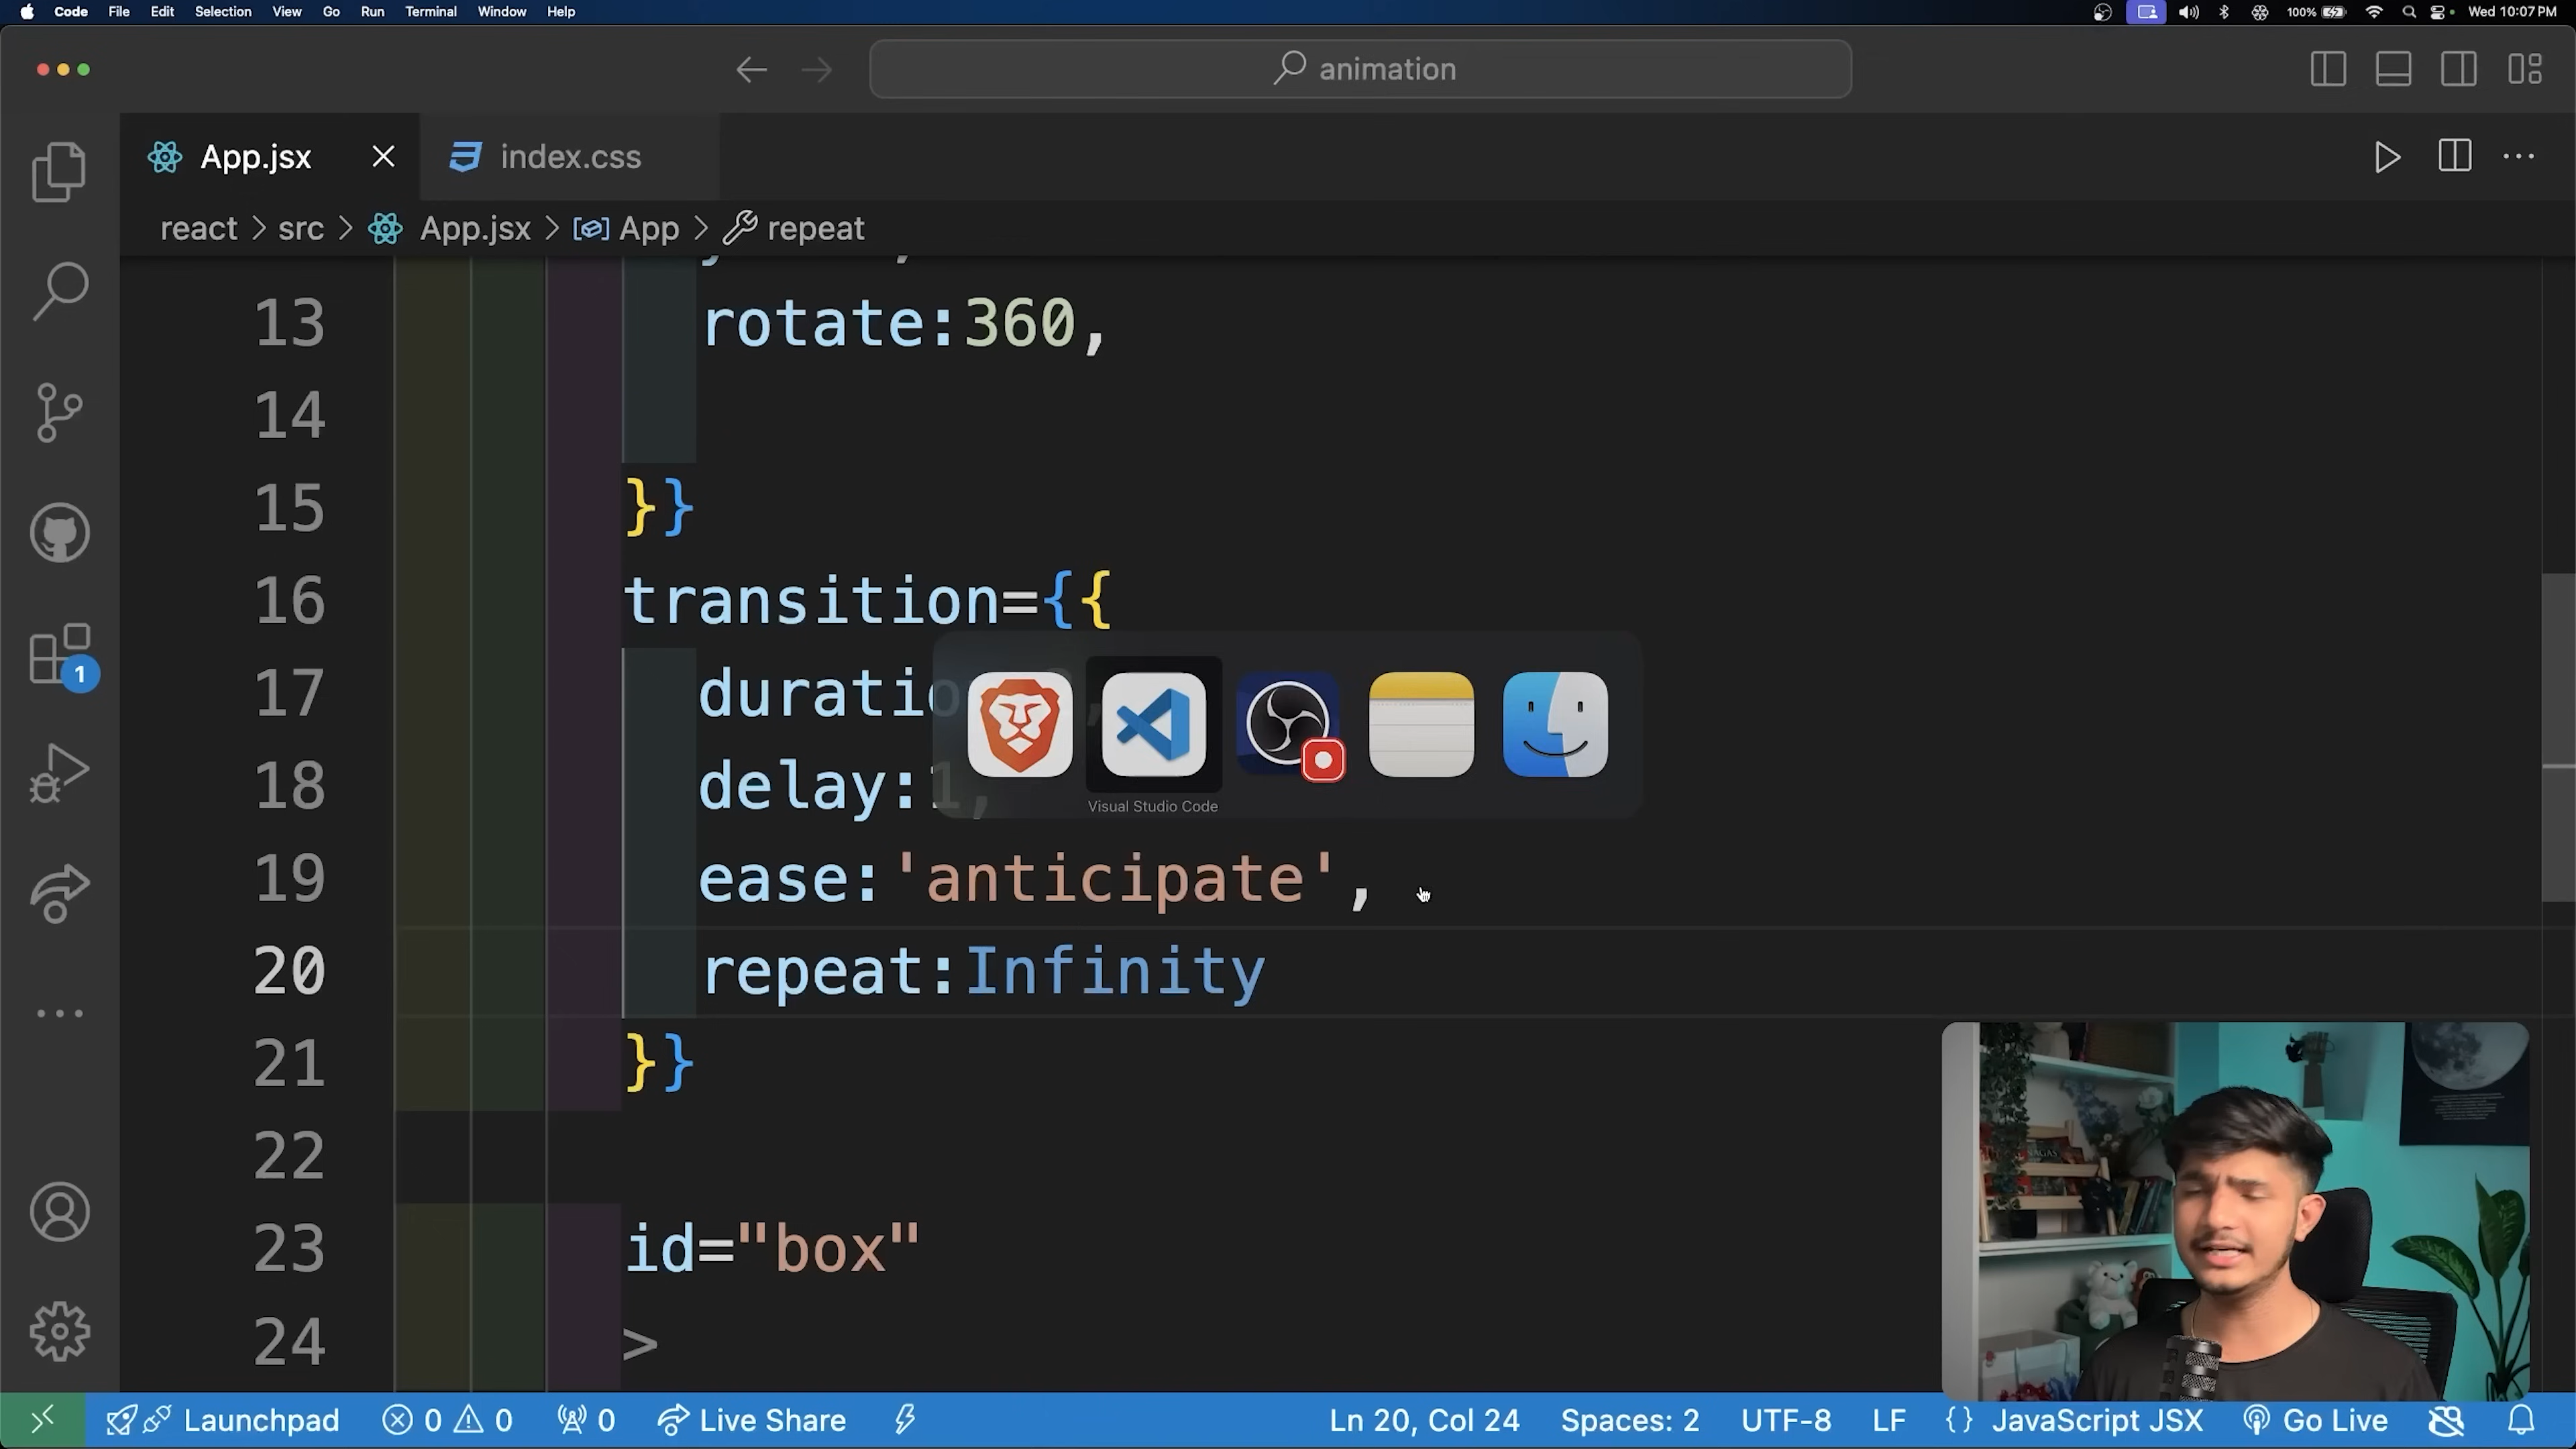 Code File Edit Selection View Go Run Terminal Window Help 100% Wed 10:07 PM
animation
App.jsx index.css
react > src > App.jsx > App > repeat
13 rotate:360,
14
15 }}
16 transition={{
17 duratio
18 delay:1,
19 ease:'anticipate',
20 repeat:Infinity
21 }}
22
23 id="box"
24 >
1
Visual Studio Code
Launchpad 0 0 0 Live Share Ln 20, Col 24 Spaces: 2 UTF-8 LF {} JavaScript JSX Go Live